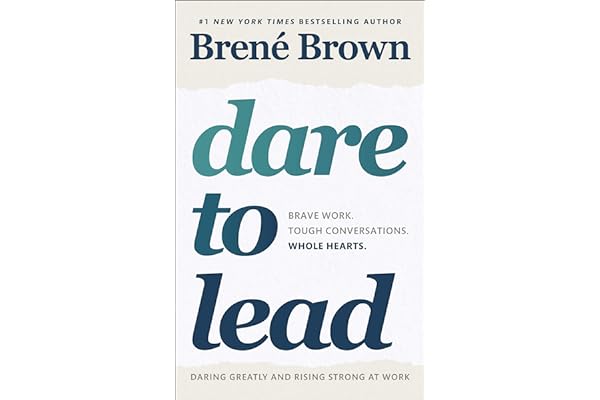 #1 NEW YORK TIMES BESTSELLING AUTHOR
Brené Brown
dare
to
BRAVE WORK.
TOUGH CONVERSATIONS.
WHOLE HEARTS.
lead
DARING GREATLY AND RISING STRONG AT WORK